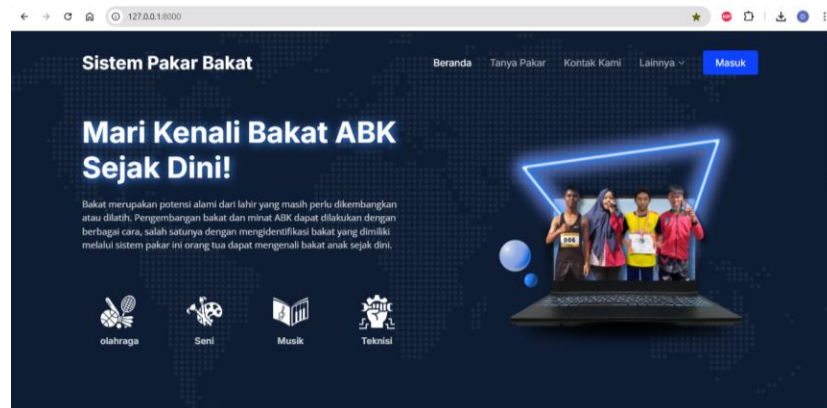 127.0.0.1:8000
Sistem Pakar Bakat
Beranda Tanya Pakar Kontak Kami Lainnya Masuk
Mari Kenali Bakat ABK
Sejak Dini!
Bakat merupakan potensi alami dari lahir yang masih perlu dikembangkan
atau dilatih. Pengembangan bakat dan minat ABK dapat dilakukan dengan
berbagai cara, salah satunya dengan mengidentifikasi bakat yang dimiliki
melalui sistem pakar ini orang tua dapat mengenali bakat anak sejak dini.
olahraga Seni Musik Teknisi